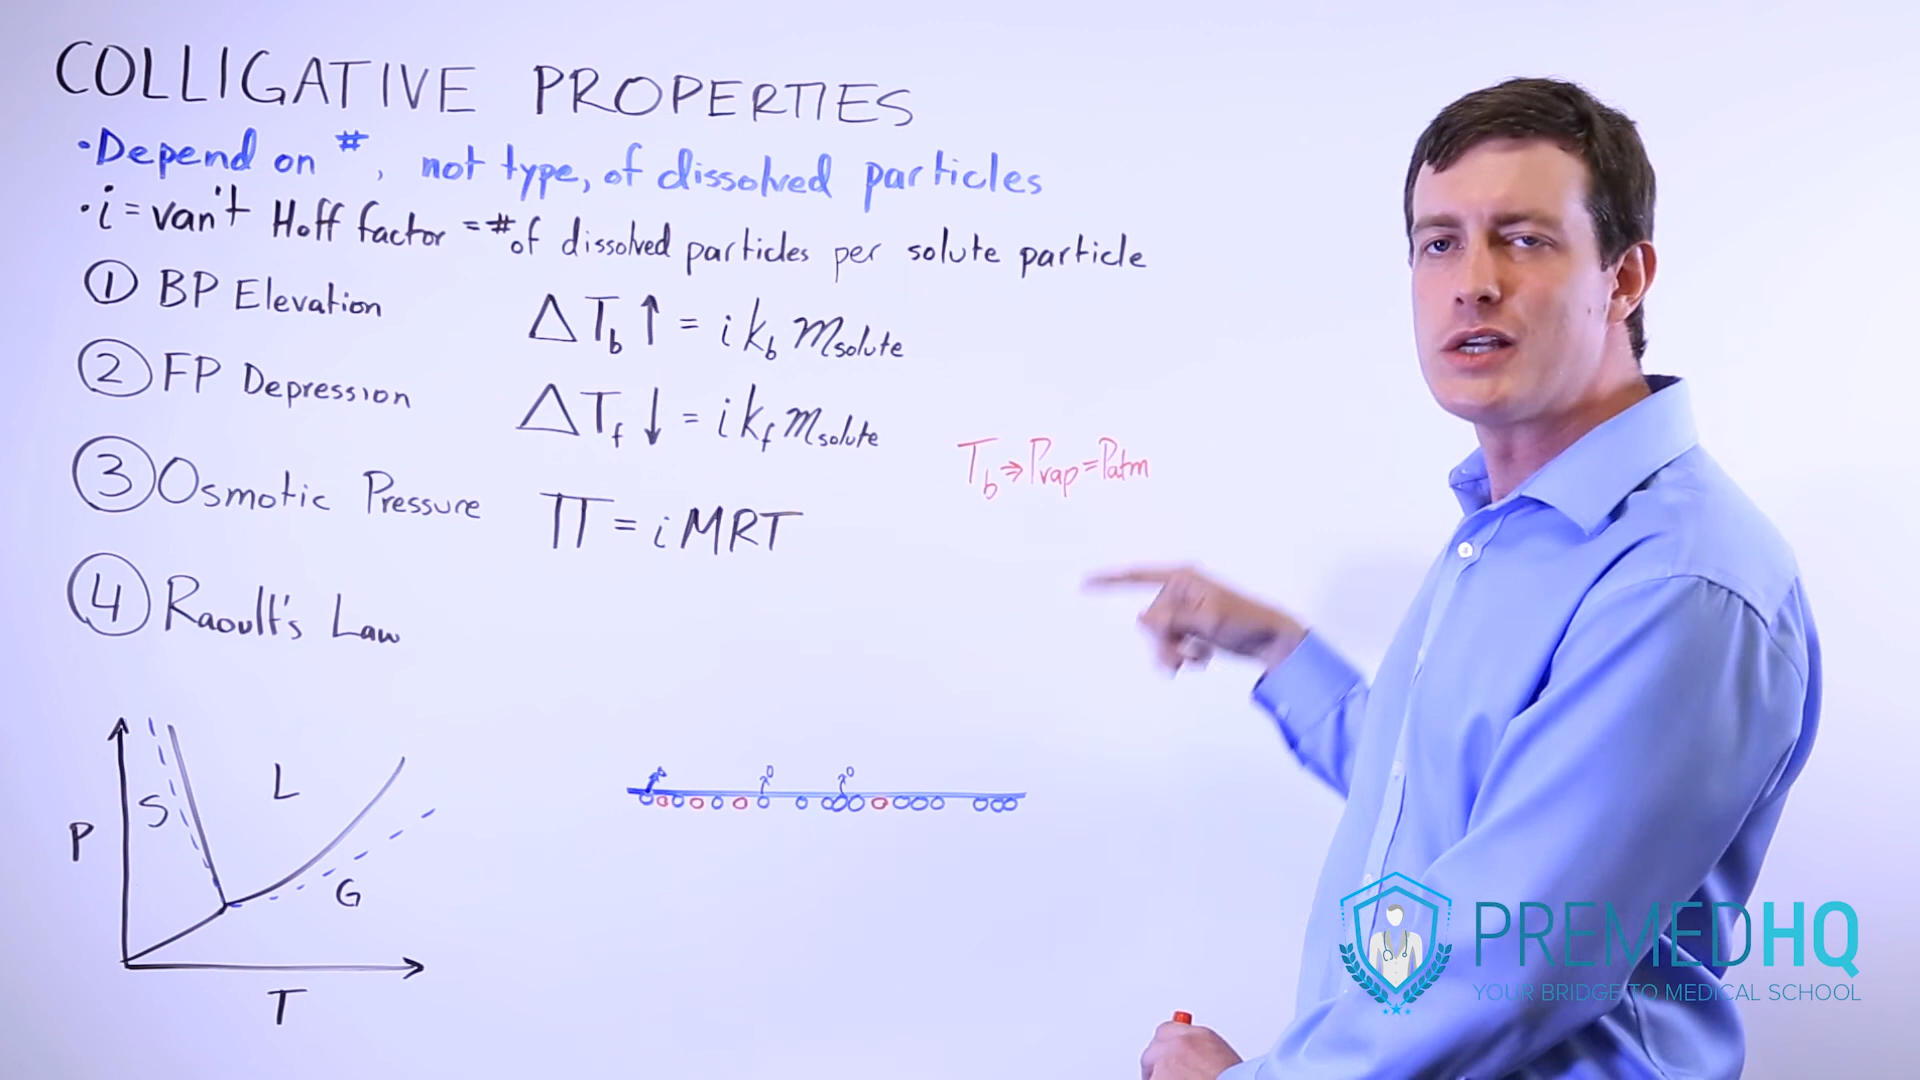 COLLIGATIVE PROPERTIES
•Depend on #, not type, of dissolved particles
•i = van't Hoff factor = # of dissolved particles per solute particle
① BP Elevation
ΔTb↑ = i kb msolute
② FP Depression
ΔTf↓ = i kf msolute
Tb⇒Pvap=Patm
③ Osmotic Pressure
π = iMRT
④ Raoult's Law
S
L
P
G
T
PREMEDHQ
YOUR BRIDGE TO MEDICAL SCHOOL